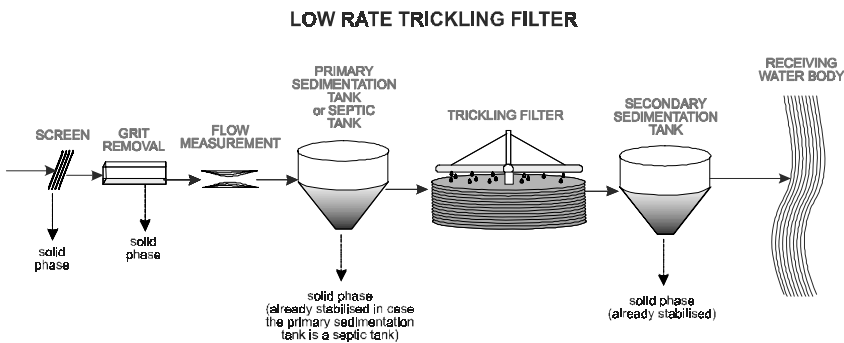 LOW RATE TRICKLING FILTER
SCREEN
solid
phase
GRIT
REMOVAL
solid
phase
FLOW
MEASUREMENT
PRIMARY
SEDIMENTATION
TANK
or SEPTIC
TANK
solid phase
(already stabilised in case
the primary sedimentation
tank is a septic tank)
TRICKLING FILTER
SECONDARY
SEDIMENTATION
TANK
solid phase
(already stabilised)
RECEIVING
WATER BODY